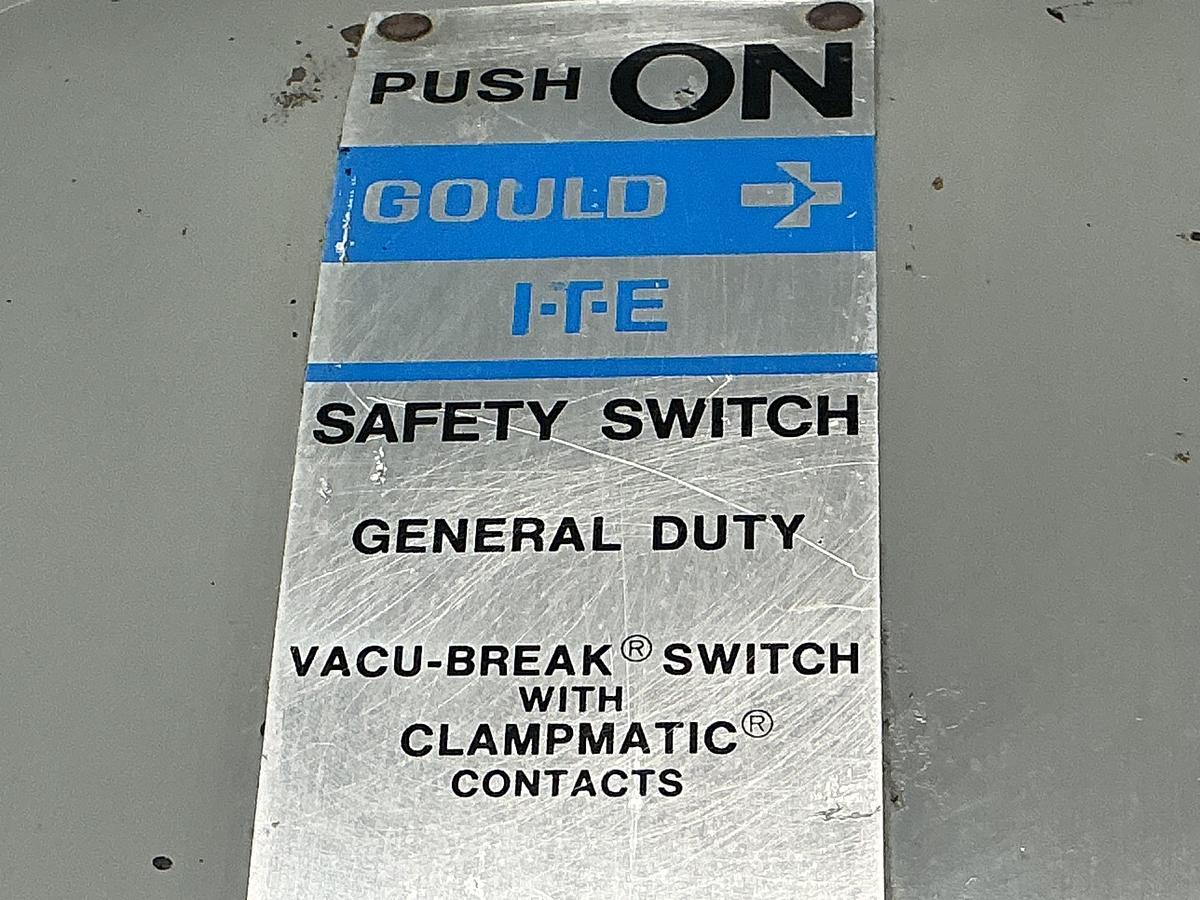 PUSH ON
GOULD
I-T-E
SAFETY SWITCH
GENERAL DUTY
VACU-BREAK® SWITCH
WITH
CLAMPMATIC®
CONTACTS